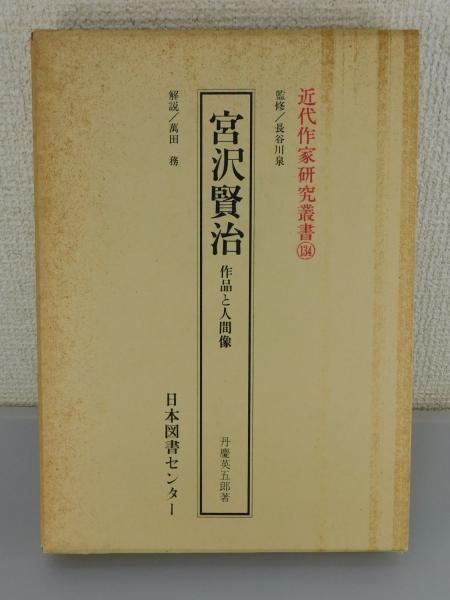 近代作家研究叢書134
監修／長谷川泉
宮沢賢治
作品と人間像
丹慶英五郎著
解説／萬田 務
日本図書センター